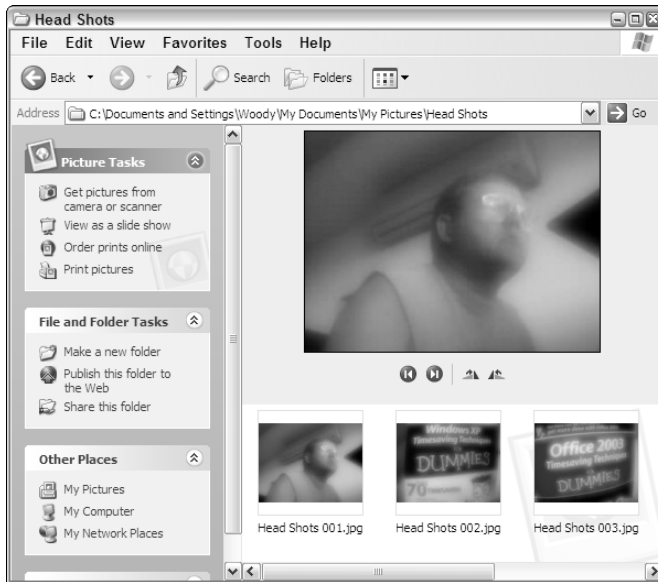 Head Shots
File Edit View Favorites Tools Help
Back Search Folders
Address C:\Documents and Settings\Woody\My Documents\My Pictures\Head Shots Go
Picture Tasks
Get pictures from
camera or scanner
View as a slide show
Order prints online
Print pictures
File and Folder Tasks
Make a new folder
Publish this folder to
the Web
Share this folder
Other Places
My Pictures
My Computer
My Network Places
Windows XP
Timesaving Techniques
DUMMIES
70
Office 2003
Timesaving Techniques
DUMMIES
Head Shots 001.jpg Head Shots 002.jpg Head Shots 003.jpg